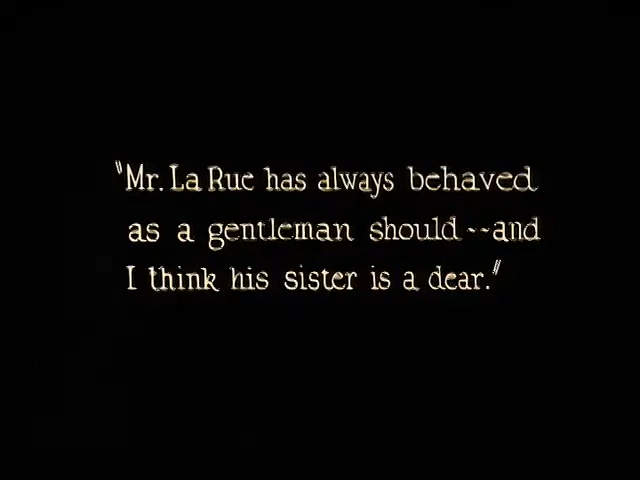 "Mr. La Rue has always behaved
as a gentleman should--and
I think his sister is a dear."